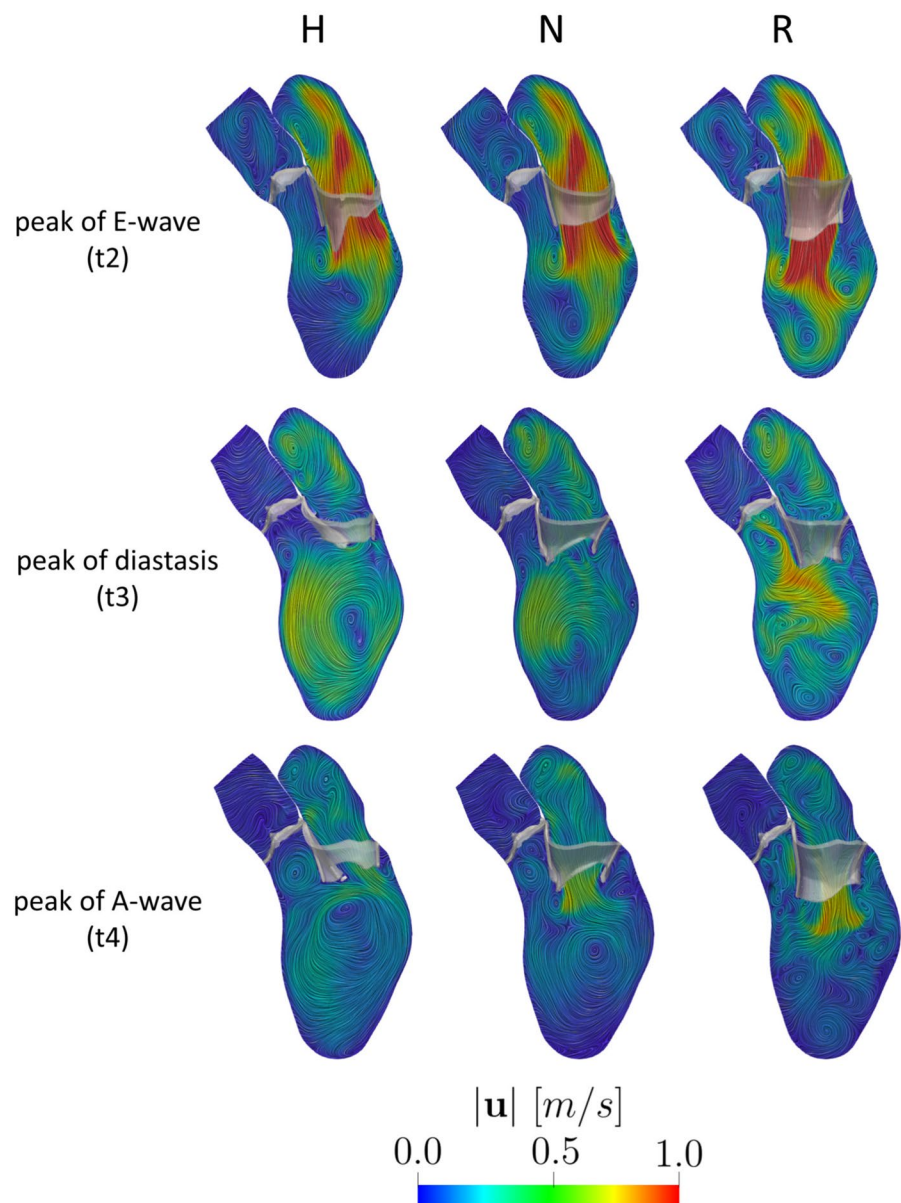 H N R
peak of E-wave
(t2)
peak of diastasis
(t3)
peak of A-wave
(t4)
|u| [m/s]
0.0 0.5 1.0